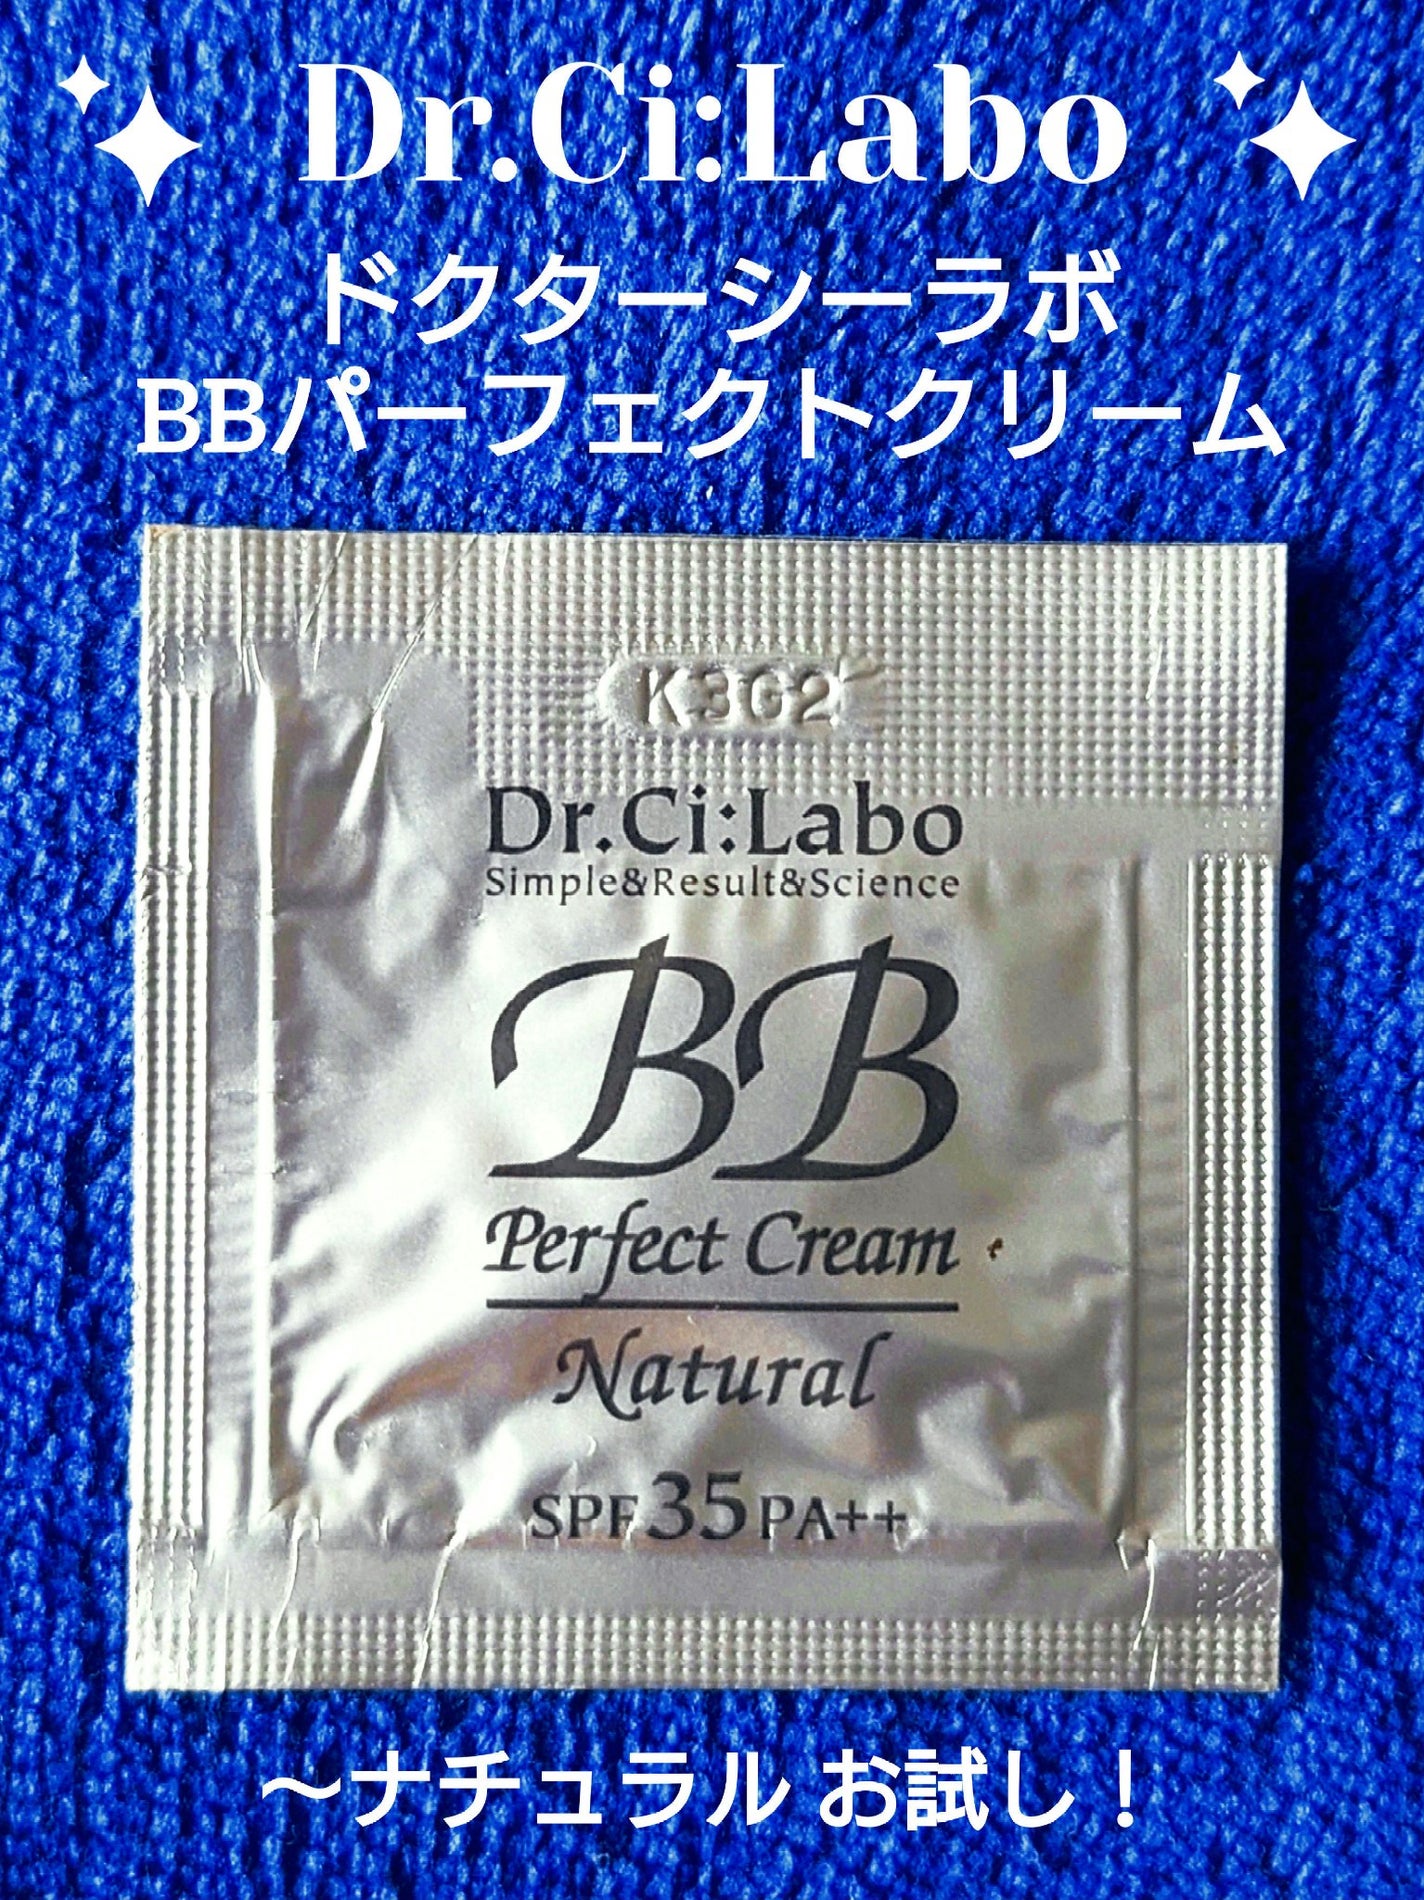 Dr.Ci:Labo
ドクターシーラボ
BBパーフェクトクリーム
K3G2
Dr.Ci:Labo
Simple&Result&Science
BB
Perfect Cream
Natural
SPF35PA++
～ナチュラル お試し！